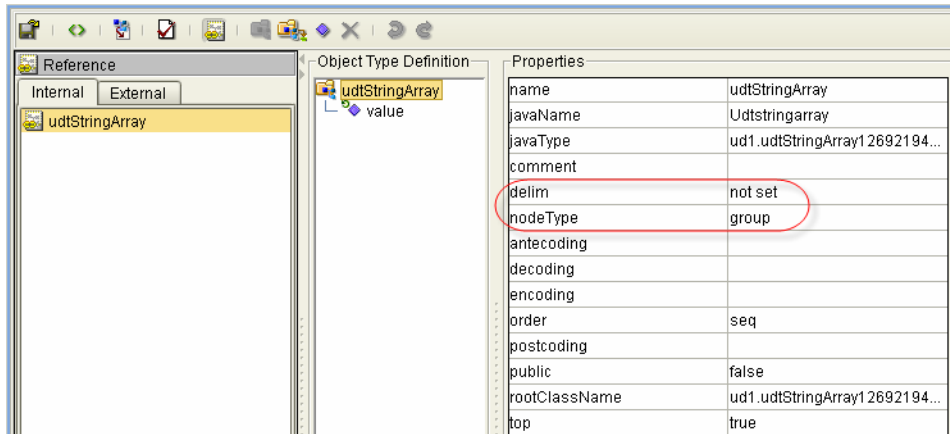 Reference
Internal External
udtStringArray
Object Type Definition
udtStringArray
value
Properties
name udtStringArray
javaName Udtstringarray
javaType ud1.udtStringArray12692194...
comment
delim not set
nodeType group
antecoding
decoding
encoding
order seq
postcoding
public false
rootClassName ud1.udtStringArray12692194...
top true